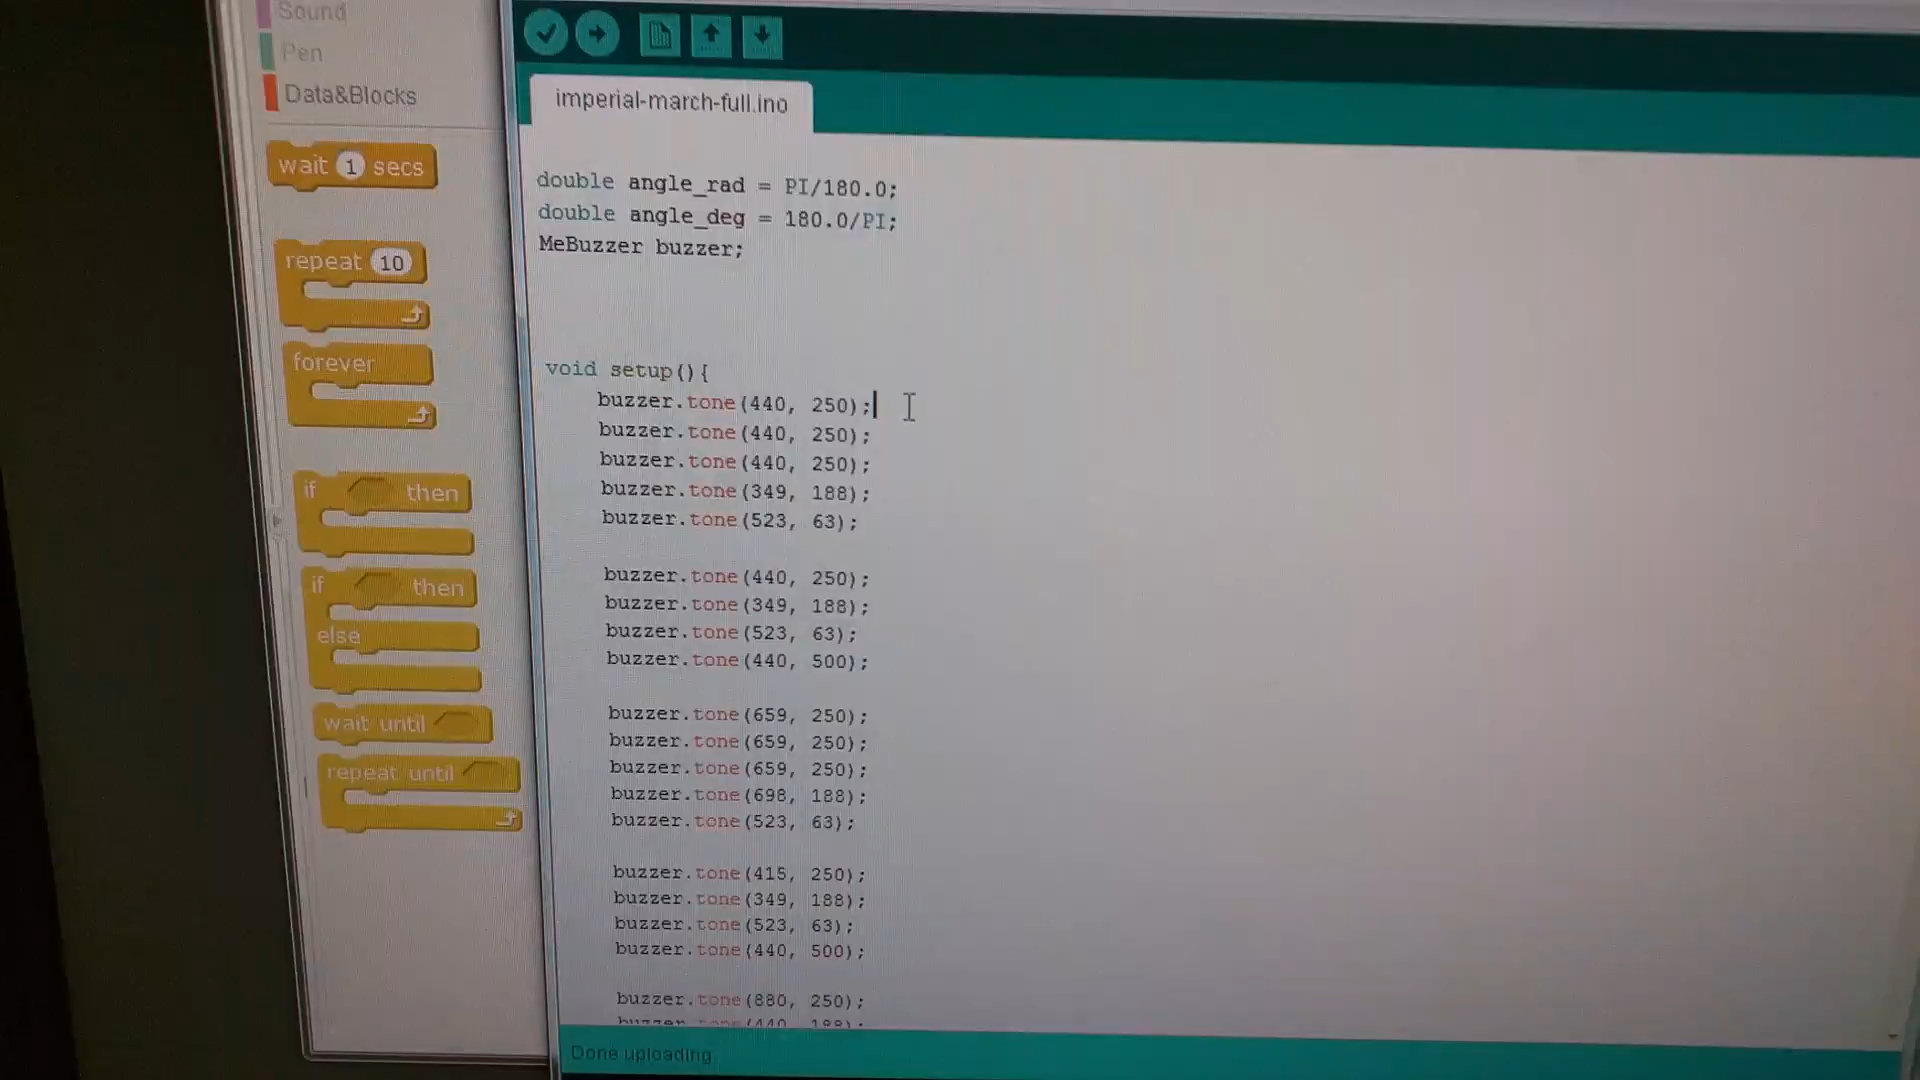 Sound
Pen
Data&Blocks
wait 1 secs
repeat 10
forever
if then
if then
else
wait until
repeat until
imperial-march-full.ino
double angle_rad = PI/180.0;
double angle_deg = 180.0/PI;
MeBuzzer buzzer;
void setup(){
buzzer.tone(440, 250);
buzzer.tone(440, 250);
buzzer.tone(440, 250);
buzzer.tone(349, 188);
buzzer.tone(523, 63);
buzzer.tone(440, 250);
buzzer.tone(349, 188);
buzzer.tone(523, 63);
buzzer.tone(440, 500);
buzzer.tone(659, 250);
buzzer.tone(659, 250);
buzzer.tone(659, 250);
buzzer.tone(698, 188);
buzzer.tone(523, 63);
buzzer.tone(415, 250);
buzzer.tone(349, 188);
buzzer.tone(523, 63);
buzzer.tone(440, 500);
buzzer.tone(880, 250);
buzzer.tone(440, 188);
Done uploading.